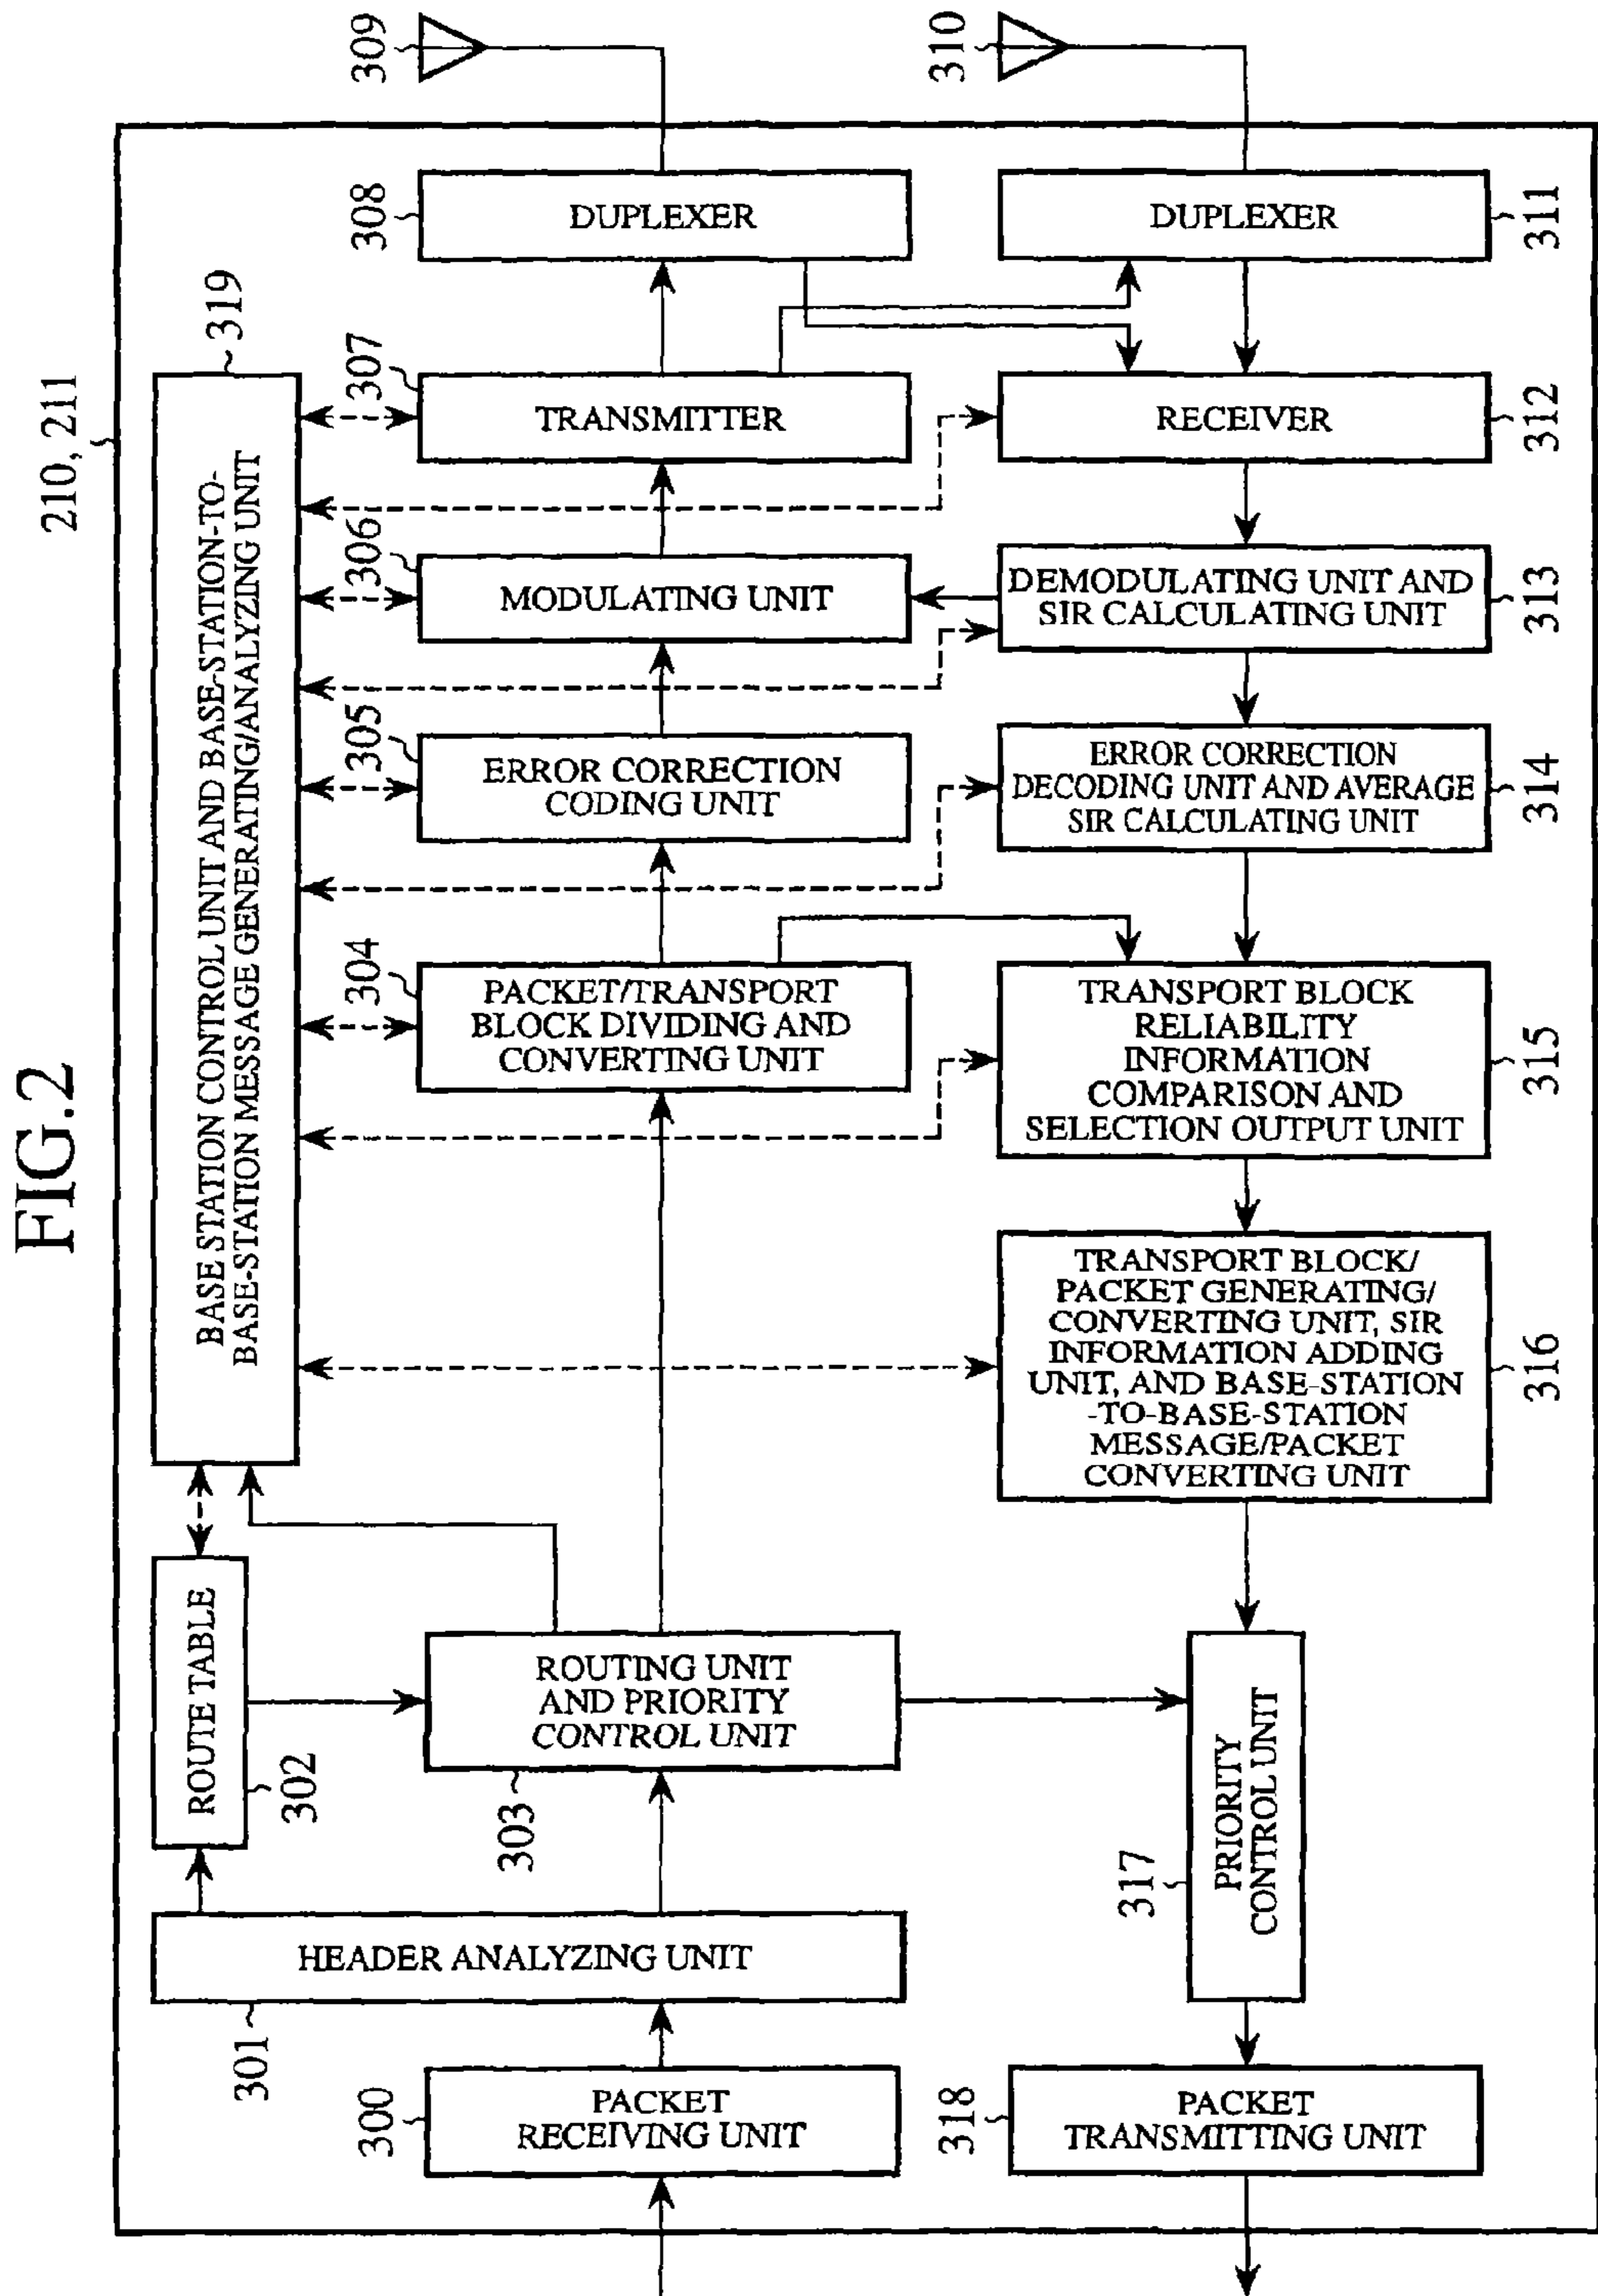 FIG.2
210, 211
BASE STATION CONTROL UNIT AND BASE-STATION-TO-
BASE-STATION MESSAGE GENERATING/ANALYZING UNIT
319
ROUTE TABLE
302
HEADER ANALYZING UNIT
301
PACKET
RECEIVING UNIT
300
ROUTING UNIT
AND PRIORITY
CONTROL UNIT
303
PACKET/TRANSPORT
BLOCK DIVIDING AND
CONVERTING UNIT
304
ERROR CORRECTION
CODING UNIT
305
MODULATING UNIT
306
TRANSMITTER
307
DUPLEXER
308
309
310
DUPLEXER
311
RECEIVER
312
DEMODULATING UNIT AND
SIR CALCULATING UNIT
313
ERROR CORRECTION
DECODING UNIT AND AVERAGE
SIR CALCULATING UNIT
314
TRANSPORT BLOCK
RELIABILITY
INFORMATION
COMPARISON AND
SELECTION OUTPUT UNIT
315
TRANSPORT BLOCK/
PACKET GENERATING/
CONVERTING UNIT, SIR
INFORMATION ADDING
UNIT, AND BASE-STATION
-TO-BASE-STATION
MESSAGE/PACKET
CONVERTING UNIT
316
PRIORITY
CONTROL UNIT
317
PACKET
TRANSMITTING UNIT
318